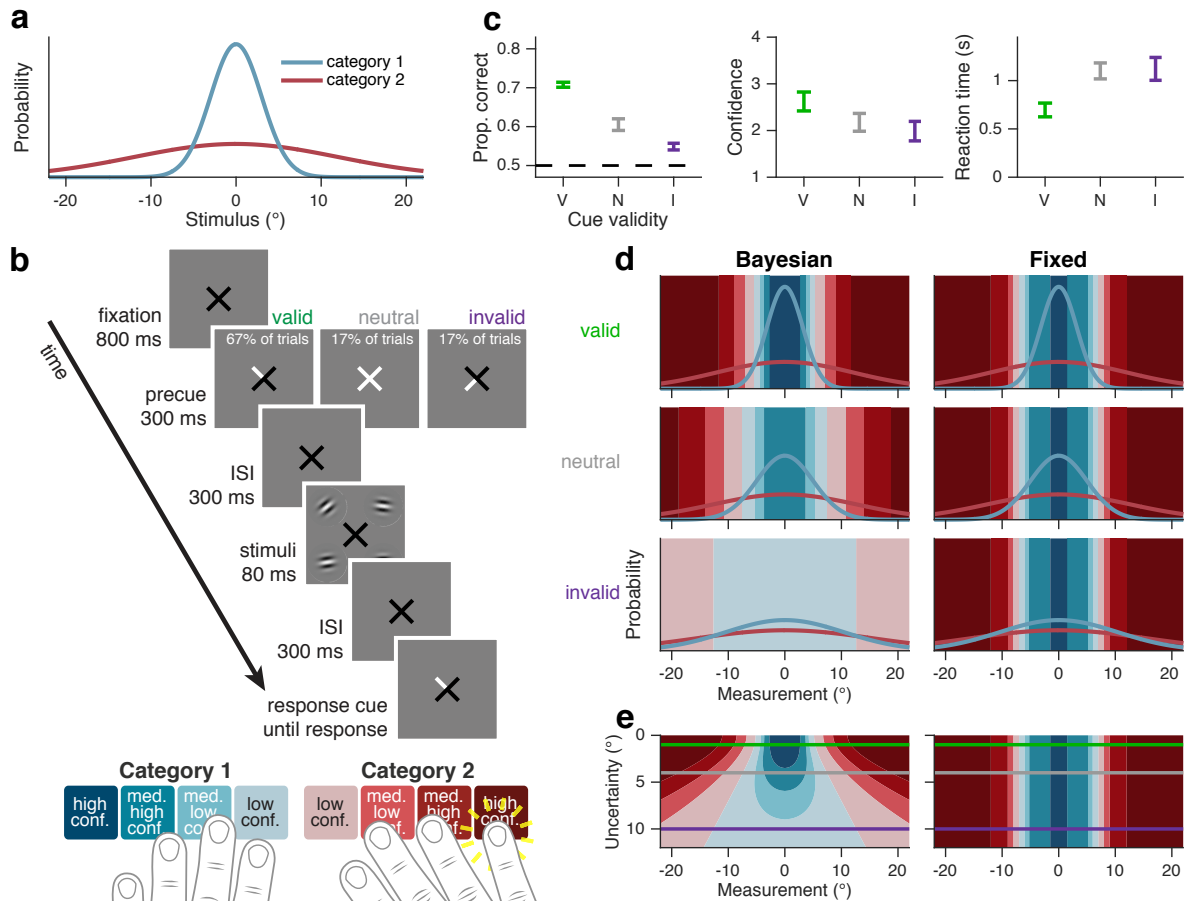 a
Probability
category 1
category 2
-20
-10
0
10
20
Stimulus (°)
b
fixation
800 ms
time
valid
neutral
invalid
67% of trials
17% of trials
17% of trials
precue
300 ms
ISI
300 ms
stimuli
80 ms
ISI
300 ms
response cue
until response
Category 1
high
conf.
med.
high
conf.
med.
low
conf.
low
conf.
Category 2
low
conf.
med.
low
conf.
med.
high
conf.
high
conf.
c
Prop. correct
0.8
0.7
0.6
0.5
V
N
I
Cue validity
Confidence
4
3
2
1
V
N
I
Reaction time (s)
1
0.5
0
V
N
I
d
Bayesian
Fixed
valid
neutral
invalid
Probability
-20
-10
0
10
20
Measurement (°)
-20
-10
0
10
20
Measurement (°)
e
Uncertainty (°)
0
5
10
-20
-10
0
10
20
Measurement (°)
-20
-10
0
10
20